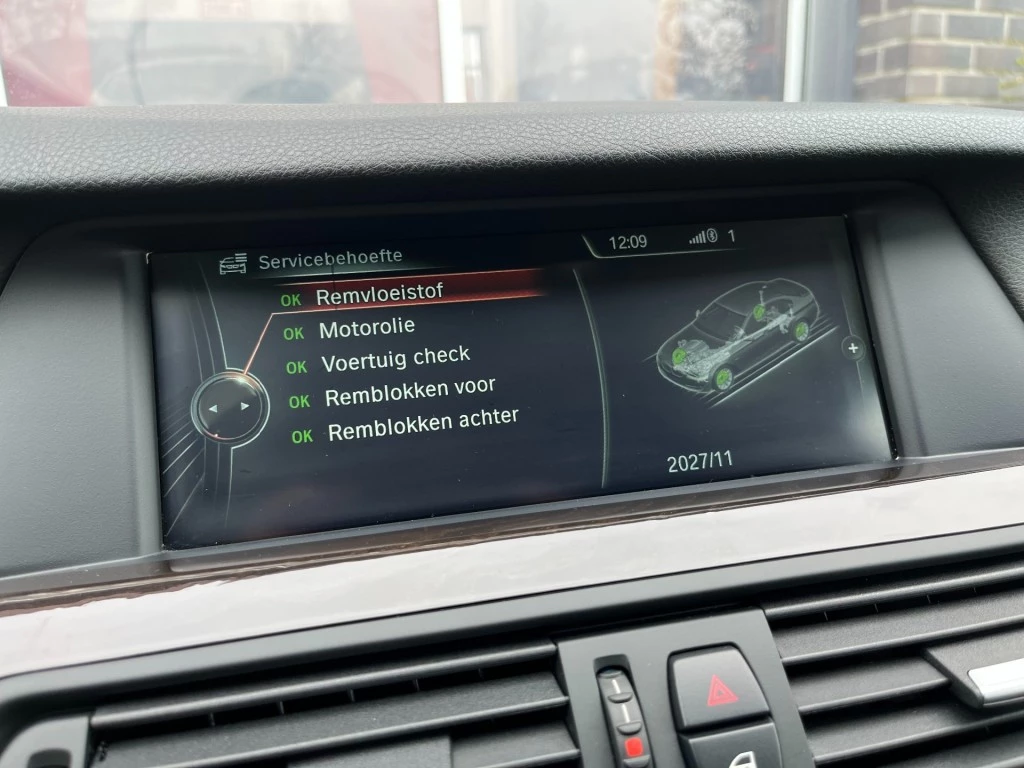 Servicebehoefte
12:09 1
OK Remvloeistof
OK Motorolie
OK Voertuig check
OK Remblokken voor
OK Remblokken achter
2027/11